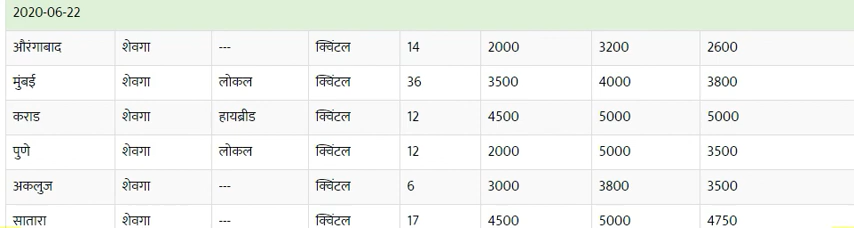 2020-06-22
औरंगाबाद शेवगा --- क्विंटल 14 2000 3200 2600
मुंबई शेवगा लोकल क्विंटल 36 3500 4000 3800
कराड शेवगा हायब्रीड क्विंटल 12 4500 5000 5000
पुणे शेवगा लोकल क्विंटल 12 2000 5000 3500
अकलुज शेवगा --- क्विंटल 6 3000 3800 3500
सातारा शेवगा --- क्विंटल 17 4500 5000 4750